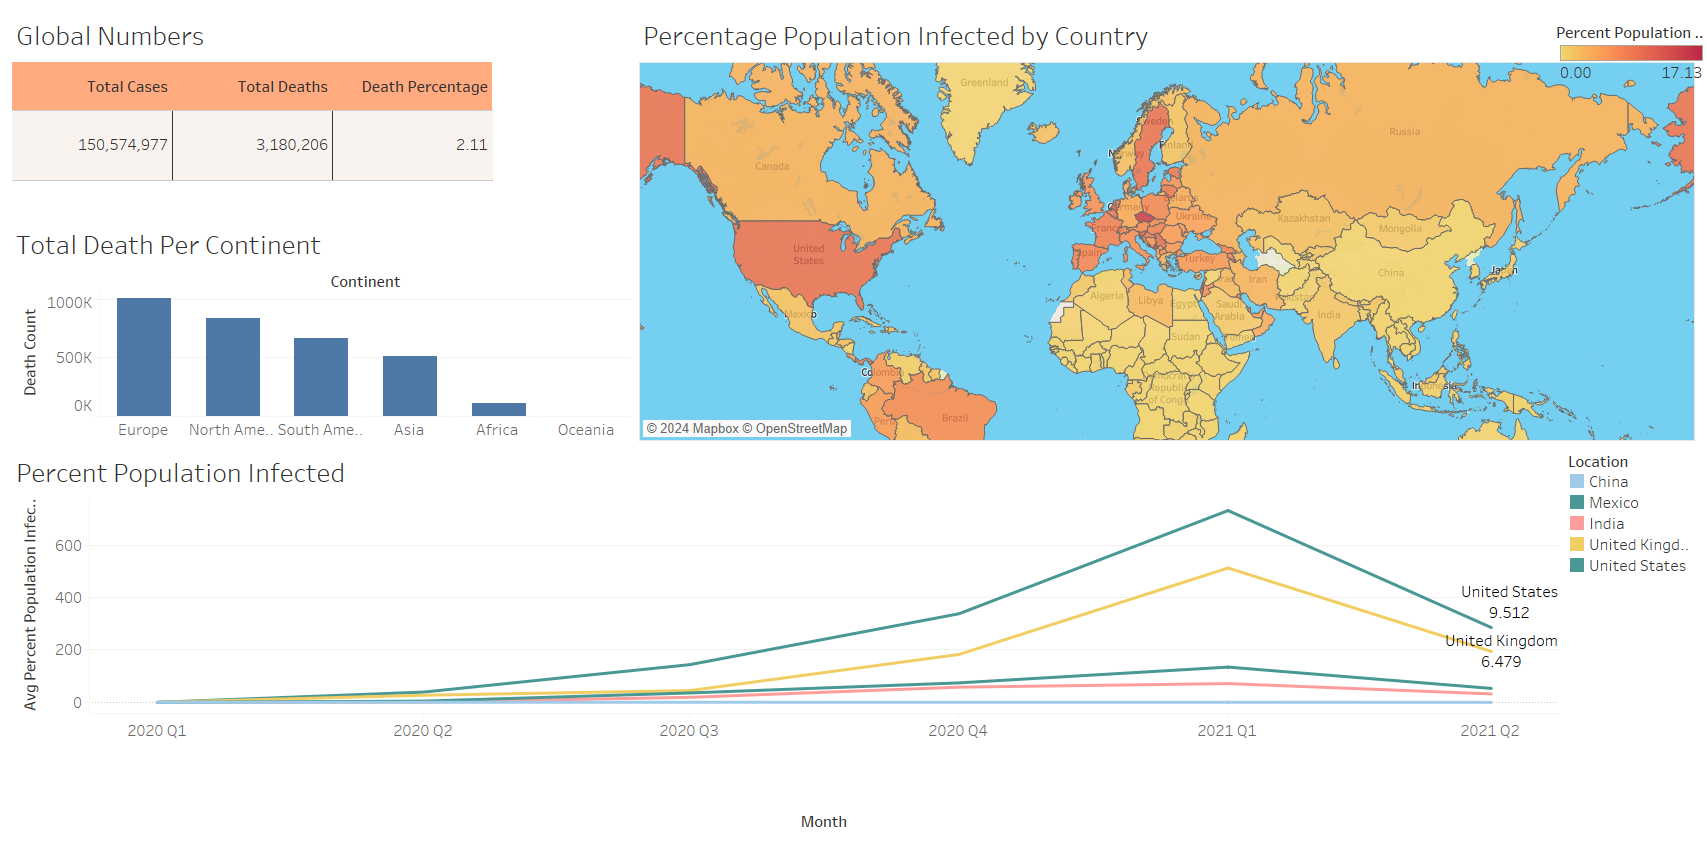 Global Numbers
Total Cases Total Deaths Death Percentage
150,574,977 3,180,206 2.11
Total Death Per Continent
Continent
Death Count
1000K
500K
0K
Europe North Ame.. South Ame.. Asia Africa Oceania
Percentage Population Infected by Country
Percent Population ..
0.00 17.13
Greenland
Russia
Canada
Sweden
Finland
Norway
Belarus
Germany
Ukraine
France
Kazakhstan
Mongolia
United
States
Spain
Turkey
China
Japan
Iraq
Iran
Algeria
Libya
Egypt
Pakistan
Saudi
Arabia
India
Mexico
Sudan
Yemen
Colombia
Democratic
Republic
of Congo
Indonesia
Peru
Brazil
© 2024 Mapbox © OpenStreetMap
Percent Population Infected
Avg Percent Population Infec..
600
400
200
0
United States
9.512
United Kingdom
6.479
2020 Q1 2020 Q2 2020 Q3 2020 Q4 2021 Q1 2021 Q2
Month
Location
China
Mexico
India
United Kingd..
United States